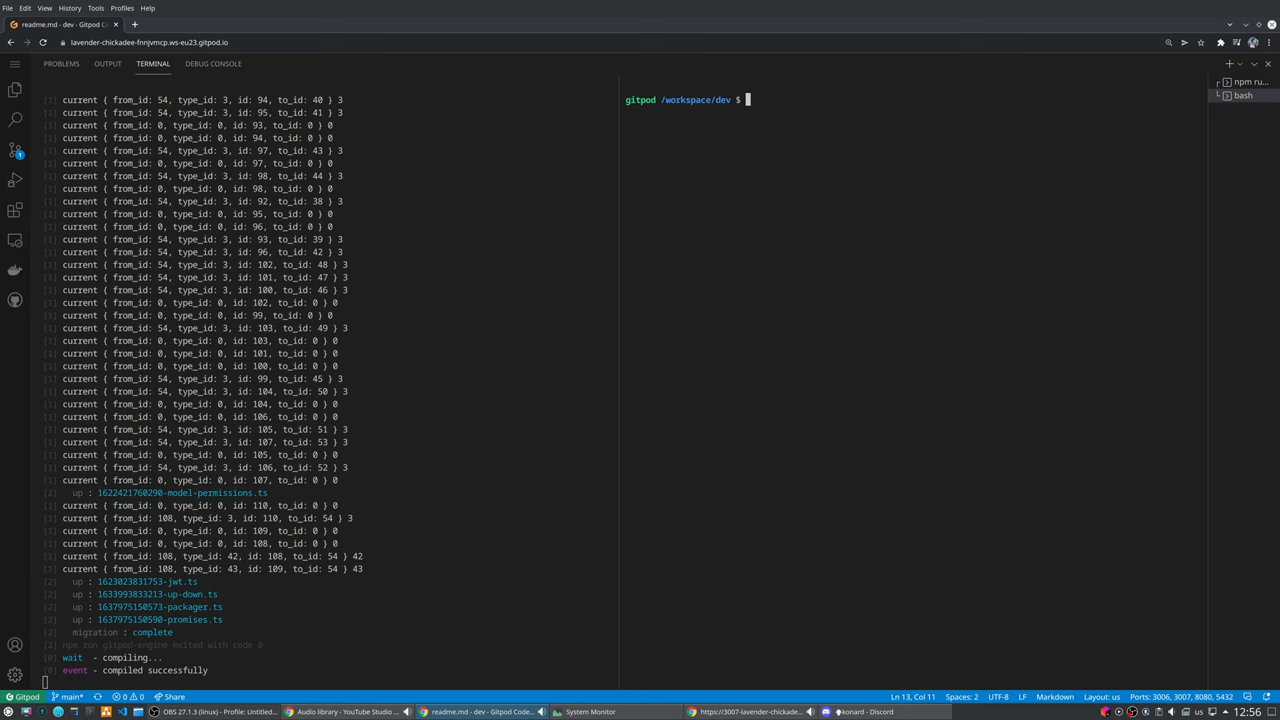 File Edit View History Tools Profiles Help
readme.md - dev - Gitpod Co
lavender-chickadee-fnnjvmcp.ws-eu23.gitpod.io
PROBLEMS OUTPUT TERMINAL DEBUG CONSOLE
npm ru...
bash
gitpod /workspace/dev $
[1] current { from_id: 54, type_id: 3, id: 94, to_id: 40 } 3
[1] current { from_id: 54, type_id: 3, id: 95, to_id: 41 } 3
[1] current { from_id: 0, type_id: 0, id: 93, to_id: 0 } 0
[1] current { from_id: 0, type_id: 0, id: 94, to_id: 0 } 0
[1] current { from_id: 54, type_id: 3, id: 97, to_id: 43 } 3
[1] current { from_id: 0, type_id: 0, id: 97, to_id: 0 } 0
[1] current { from_id: 54, type_id: 3, id: 98, to_id: 44 } 3
[1] current { from_id: 0, type_id: 0, id: 98, to_id: 0 } 0
[1] current { from_id: 54, type_id: 3, id: 92, to_id: 38 } 3
[1] current { from_id: 0, type_id: 0, id: 95, to_id: 0 } 0
[1] current { from_id: 0, type_id: 0, id: 96, to_id: 0 } 0
[1] current { from_id: 54, type_id: 3, id: 93, to_id: 39 } 3
[1] current { from_id: 54, type_id: 3, id: 96, to_id: 42 } 3
[1] current { from_id: 54, type_id: 3, id: 102, to_id: 48 } 3
[1] current { from_id: 54, type_id: 3, id: 101, to_id: 47 } 3
[1] current { from_id: 54, type_id: 3, id: 100, to_id: 46 } 3
[1] current { from_id: 0, type_id: 0, id: 102, to_id: 0 } 0
[1] current { from_id: 0, type_id: 0, id: 99, to_id: 0 } 0
[1] current { from_id: 54, type_id: 3, id: 103, to_id: 49 } 3
[1] current { from_id: 0, type_id: 0, id: 103, to_id: 0 } 0
[1] current { from_id: 0, type_id: 0, id: 101, to_id: 0 } 0
[1] current { from_id: 0, type_id: 0, id: 100, to_id: 0 } 0
[1] current { from_id: 54, type_id: 3, id: 99, to_id: 45 } 3
[1] current { from_id: 54, type_id: 3, id: 104, to_id: 50 } 3
[1] current { from_id: 0, type_id: 0, id: 104, to_id: 0 } 0
[1] current { from_id: 0, type_id: 0, id: 106, to_id: 0 } 0
[1] current { from_id: 54, type_id: 3, id: 105, to_id: 51 } 3
[1] current { from_id: 54, type_id: 3, id: 107, to_id: 53 } 3
[1] current { from_id: 0, type_id: 0, id: 105, to_id: 0 } 0
[1] current { from_id: 54, type_id: 3, id: 106, to_id: 52 } 3
[1] current { from_id: 0, type_id: 0, id: 107, to_id: 0 } 0
[2] up : 1622421760290-model-permissions.ts
[1] current { from_id: 0, type_id: 0, id: 110, to_id: 0 } 0
[1] current { from_id: 108, type_id: 3, id: 110, to_id: 54 } 3
[1] current { from_id: 0, type_id: 0, id: 109, to_id: 0 } 0
[1] current { from_id: 0, type_id: 0, id: 108, to_id: 0 } 0
[1] current { from_id: 108, type_id: 42, id: 108, to_id: 54 } 42
[1] current { from_id: 108, type_id: 43, id: 109, to_id: 54 } 43
[2] up : 1623023831753-jwt.ts
[2] up : 1633993833213-up-down.ts
[2] up : 1637975150573-packager.ts
[2] up : 1637975150590-promises.ts
[2] migration : complete
[2] npm run gitpod-engine exited with code 0
[0] wait - compiling...
[0] event - compiled successfully
Gitpod main* 0 0 Share Ln 13, Col 11 Spaces: 2 UTF-8 LF Markdown Layout: us Ports: 3006, 3007, 8080, 5432
OBS 27.1.3 (linux) - Profile: Untitled... Audio library - YouTube Studio ... readme.md - dev - Gitpod Code... System Monitor https://3007-lavender-chickadee... konard - Discord us 12:56